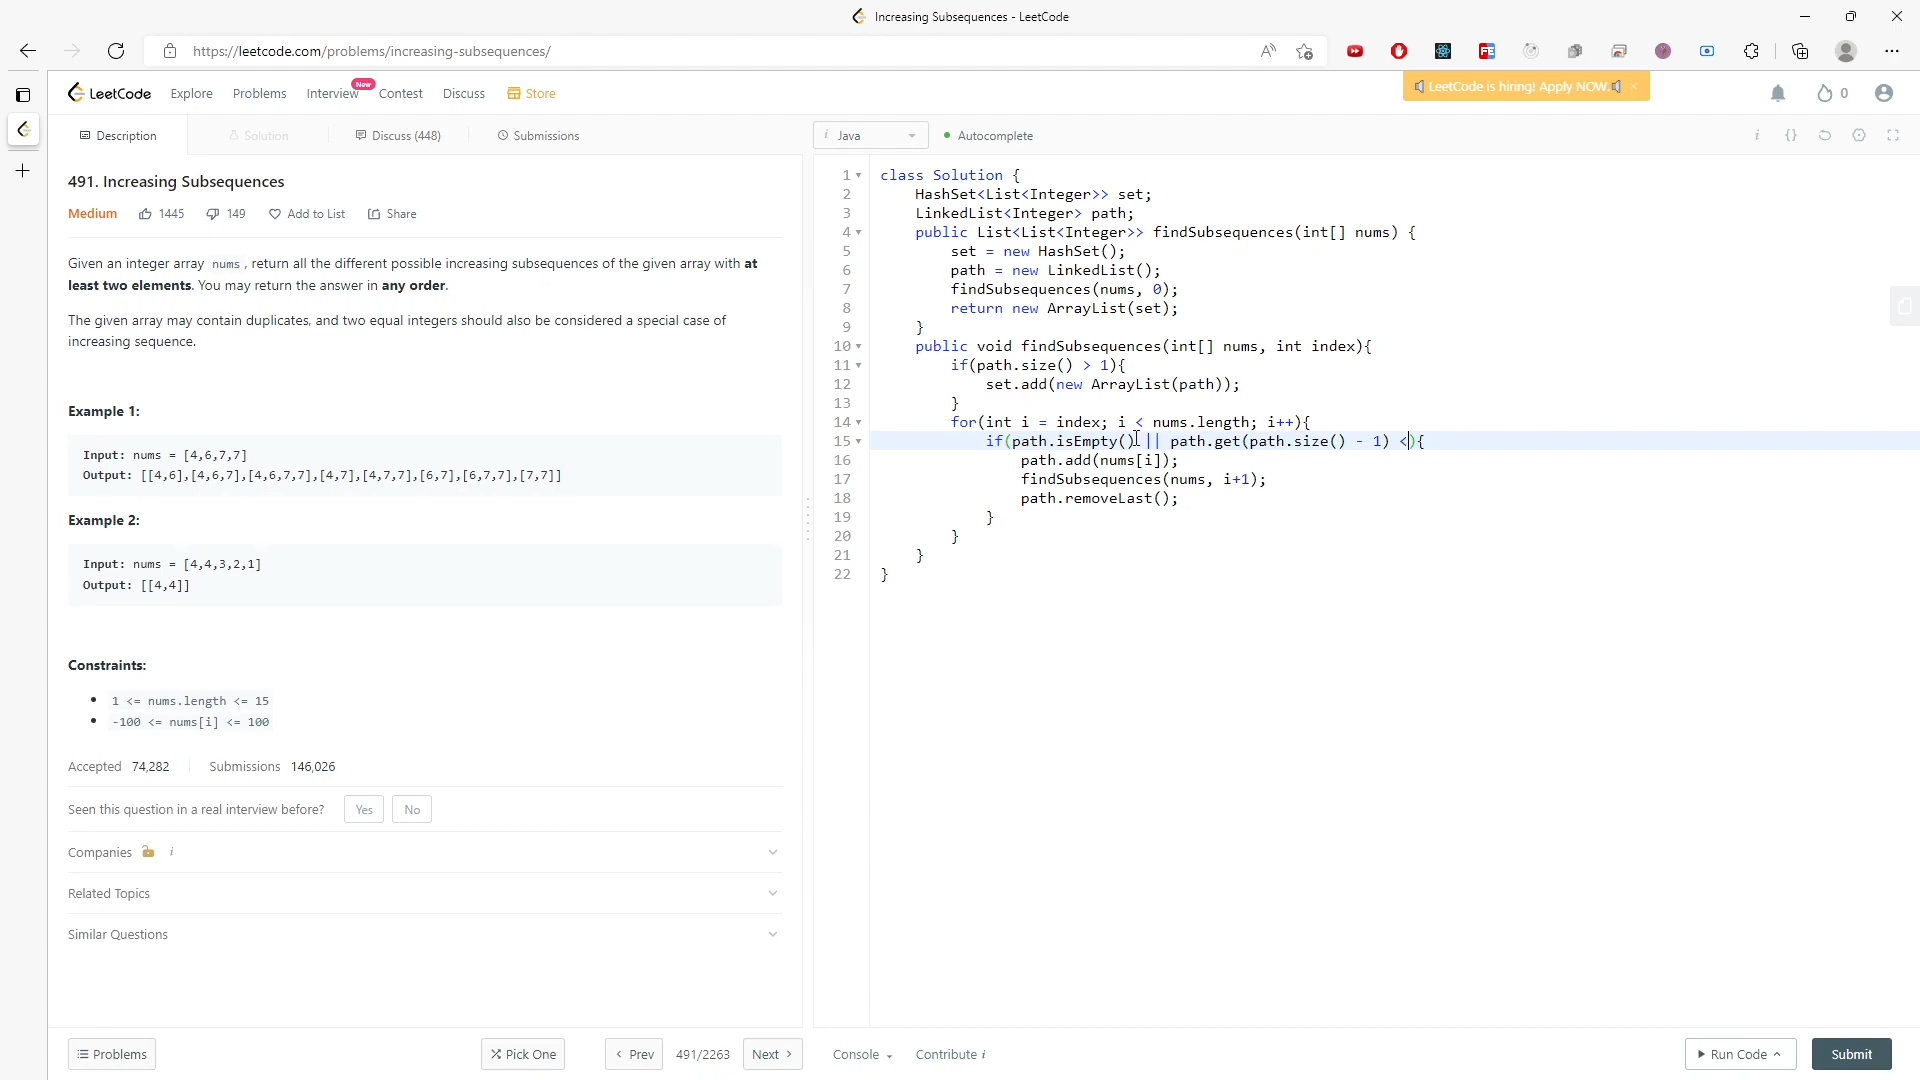 Increasing Subsequences - LeetCode
https://leetcode.com/problems/increasing-subsequences/
LeetCode Explore Problems Interview New Contest Discuss Store
LeetCode is hiring! Apply NOW.
0
Description Solution Discuss (448) Submissions
i Java Autocomplete
491. Increasing Subsequences
Medium 1445 149 Add to List Share
Given an integer array nums, return all the different possible increasing subsequences of the given array with at
least two elements. You may return the answer in any order.
The given array may contain duplicates, and two equal integers should also be considered a special case of
increasing sequence.
Example 1:
Input: nums = [4,6,7,7]
Output: [[4,6],[4,6,7],[4,6,7,7],[4,7],[4,7,7],[6,7],[6,7,7],[7,7]]
Example 2:
Input: nums = [4,4,3,2,1]
Output: [[4,4]]
Constraints:
1 <= nums.length <= 15
-100 <= nums[i] <= 100
Accepted 74,282 Submissions 146,026
Seen this question in a real interview before? Yes No
Companies i
Related Topics
Similar Questions
1 class Solution {
2 HashSet<List<Integer>> set;
3 LinkedList<Integer> path;
4 public List<List<Integer>> findSubsequences(int[] nums) {
5 set = new HashSet();
6 path = new LinkedList();
7 findSubsequences(nums, 0);
8 return new ArrayList(set);
9 }
10 public void findSubsequences(int[] nums, int index){
11 if(path.size() > 1){
12 set.add(new ArrayList(path));
13 }
14 for(int i = index; i < nums.length; i++){
15 if(path.isEmpty() || path.get(path.size() - 1) <){
16 path.add(nums[i]);
17 findSubsequences(nums, i+1);
18 path.removeLast();
19 }
20 }
21 }
22 }
Problems Pick One Prev 491/2263 Next Console Contribute i Run Code Submit